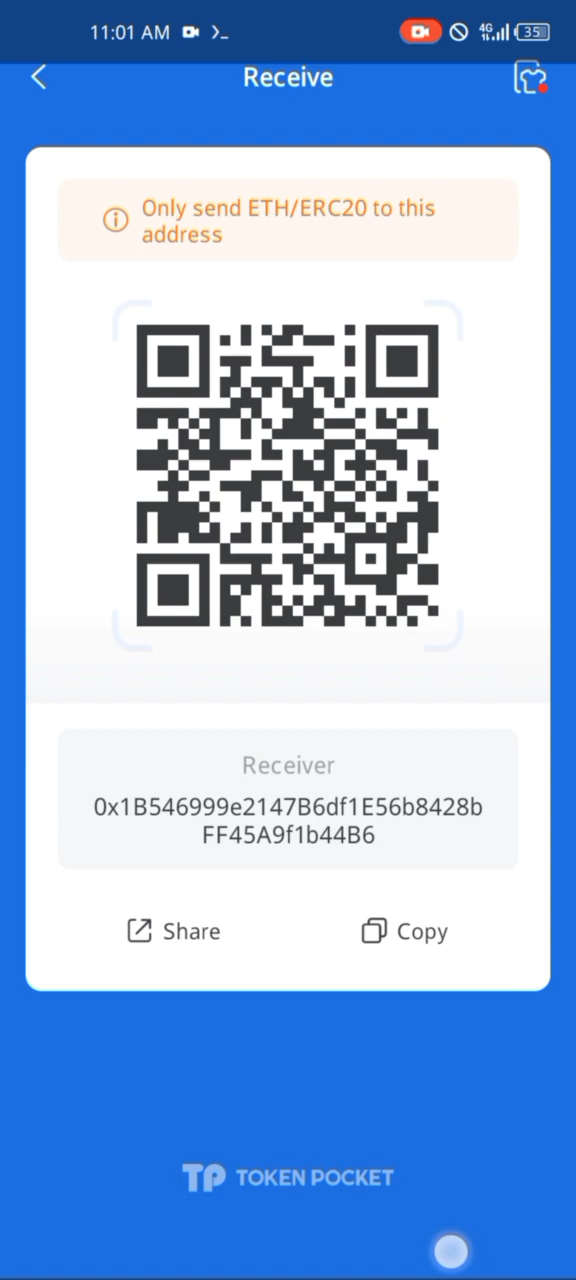 11:01 AM
4G
35
Receive
Only send ETH/ERC20 to this
address
Receiver
0x1B546999e2147B6df1E56b8428b
FF45A9f1b44B6
Share
Copy
TP TOKEN POCKET